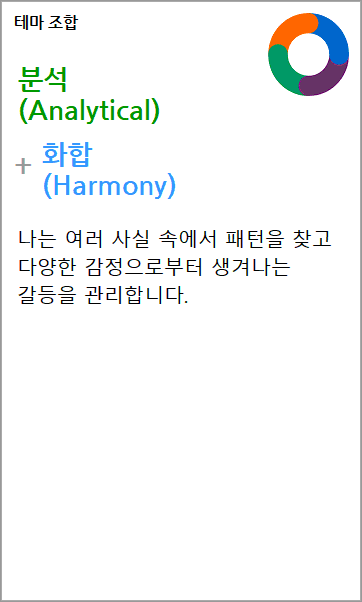 테마 조합
분석
(Analytical)
+ 화합
(Harmony)
나는 여러 사실 속에서 패턴을 찾고
다양한 감정으로부터 생겨나는
갈등을 관리합니다.